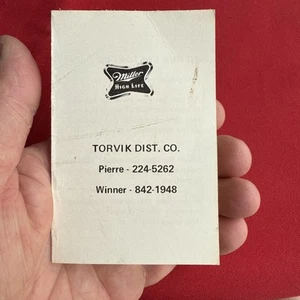 Miller
HIGH LIFE
TORVIK DIST. CO.
Pierre - 224-5262
Winner - 842-1948